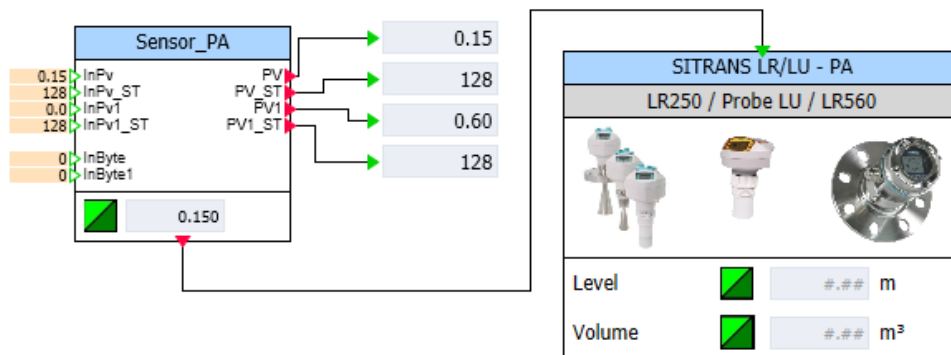 Sensor_PA
0.15 InPv PV 0.15
128 InPv_ST PV_ST 128
0.0 InPv1 PV1 0.60
128 InPv1_ST PV1_ST 128
0 InByte
0 InByte1
0.150
SITRANS LR/LU - PA
LR250 / Probe LU / LR560
Level #.## m
Volume #.## m³